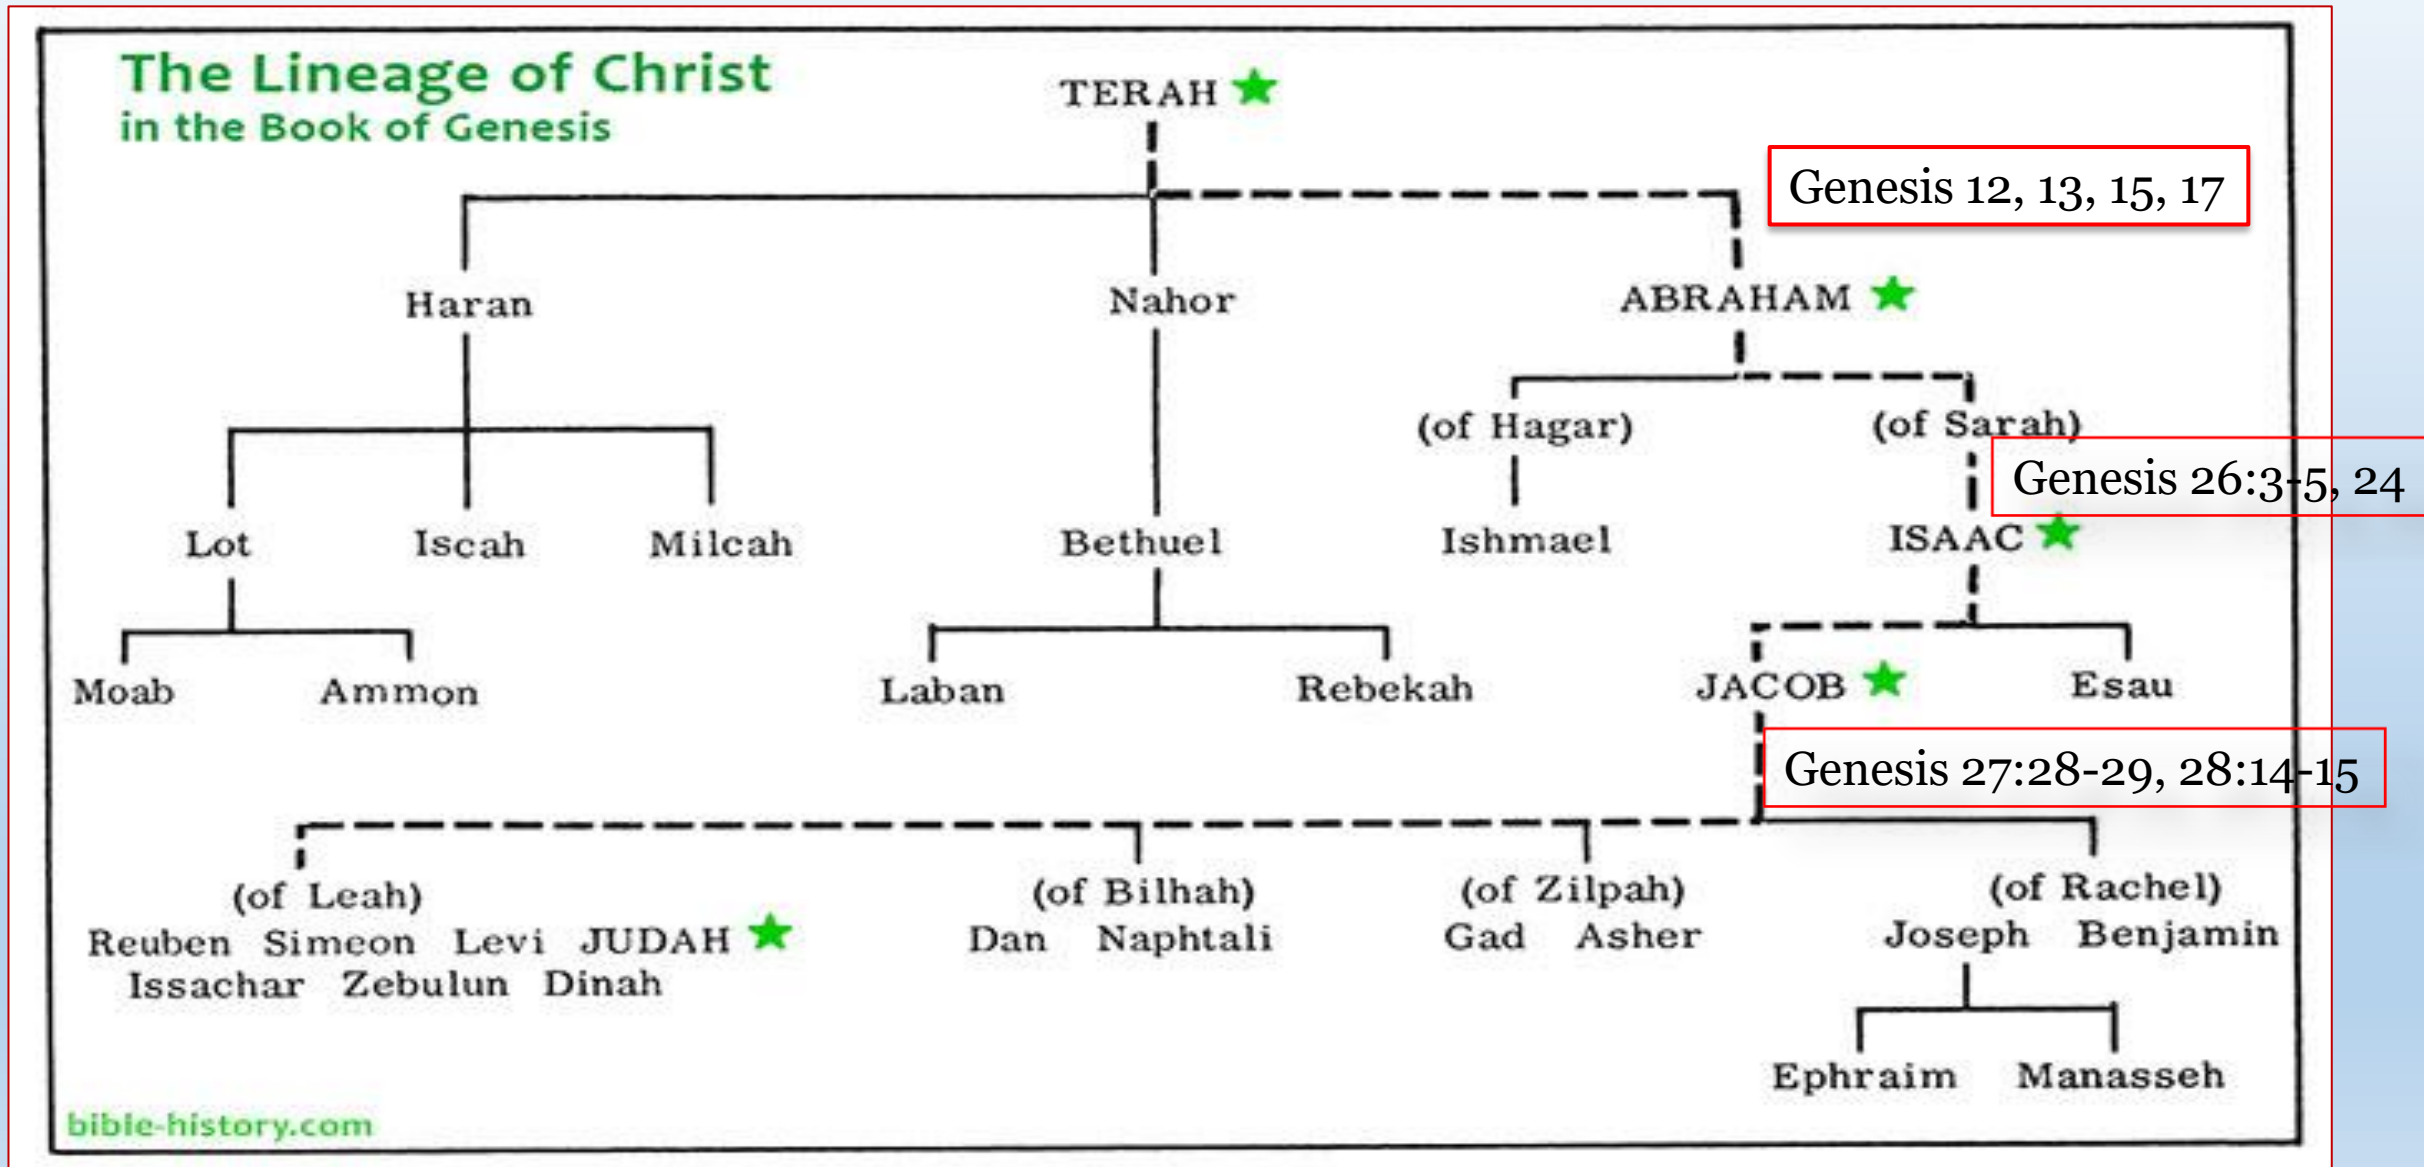 The Lineage of Christ
in the Book of Genesis
TERAH
Genesis 12, 13, 15, 17
Haran Nahor ABRAHAM
(of Hagar) (of Sarah)
Genesis 26:3-5, 24
Lot Iscah Milcah Bethuel Ishmael ISAAC
Moab Ammon Laban Rebekah JACOB Esau
Genesis 27:28-29, 28:14-15
(of Leah) (of Bilhah) (of Zilpah) (of Rachel)
Reuben Simeon Levi JUDAH Dan Naphtali Gad Asher Joseph Benjamin
Issachar Zebulun Dinah
Ephraim Manasseh
bible-history.com